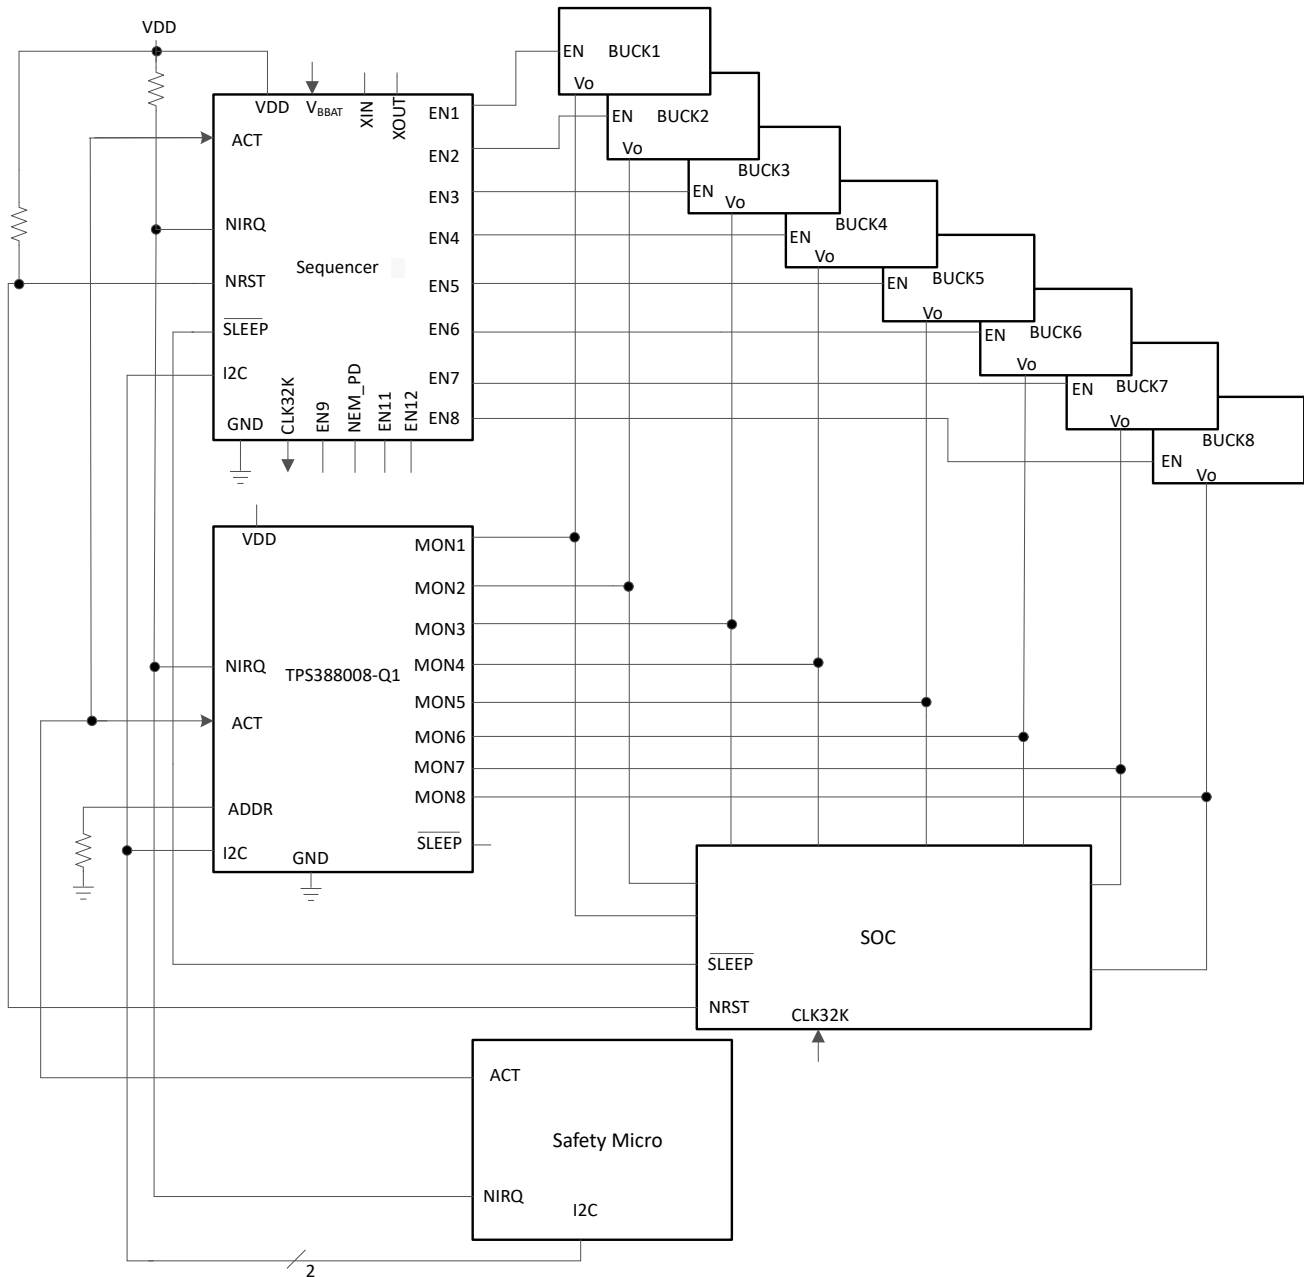 VDD
EN BUCK1
Vo
VDD
V_BBAT
XIN
XOUT
EN1
EN BUCK2
ACT
EN2
Vo
BUCK3
EN3
EN
Vo
NIRQ
EN4
EN
BUCK4
Vo
Sequencer
NRST
EN5
EN
BUCK5
Vo
SLEEP
EN6
EN
BUCK6
Vo
I2C
CLK32K
EN9
NEM_PD
EN11
EN12
EN7
EN
BUCK7
Vo
GND
EN8
BUCK8
EN
Vo
VDD
MON1
MON2
MON3
NIRQ
TPS388008-Q1
MON4
MON5
ACT
MON6
MON7
MON8
ADDR
SLEEP
I2C
GND
SOC
SLEEP
NRST
CLK32K
ACT
Safety Micro
NIRQ
I2C
2